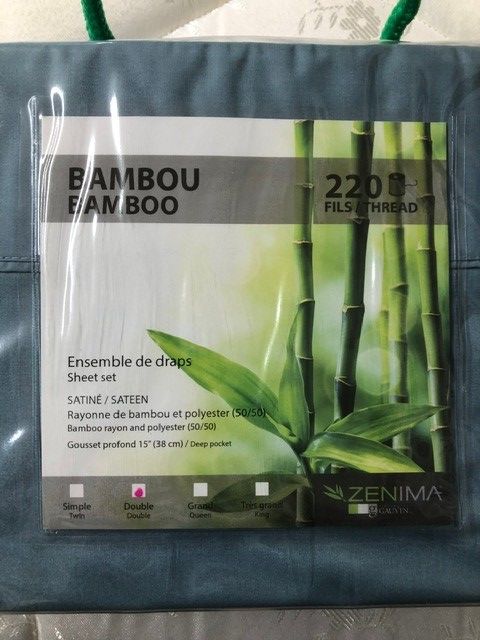 BAMBOU
BAMBOO
220
FILS / THREAD
Ensemble de draps
Sheet set
SATINÉ / SATEEN
Rayonne de bambou et polyester (50/50)
Bamboo rayon and polyester (50/50)
Gousset profond 15" (38 cm) / Deep pocket
Simple
Twin
Double
Double
Grand
Queen
Très grand
King
ZENIMA
g GAUVIN